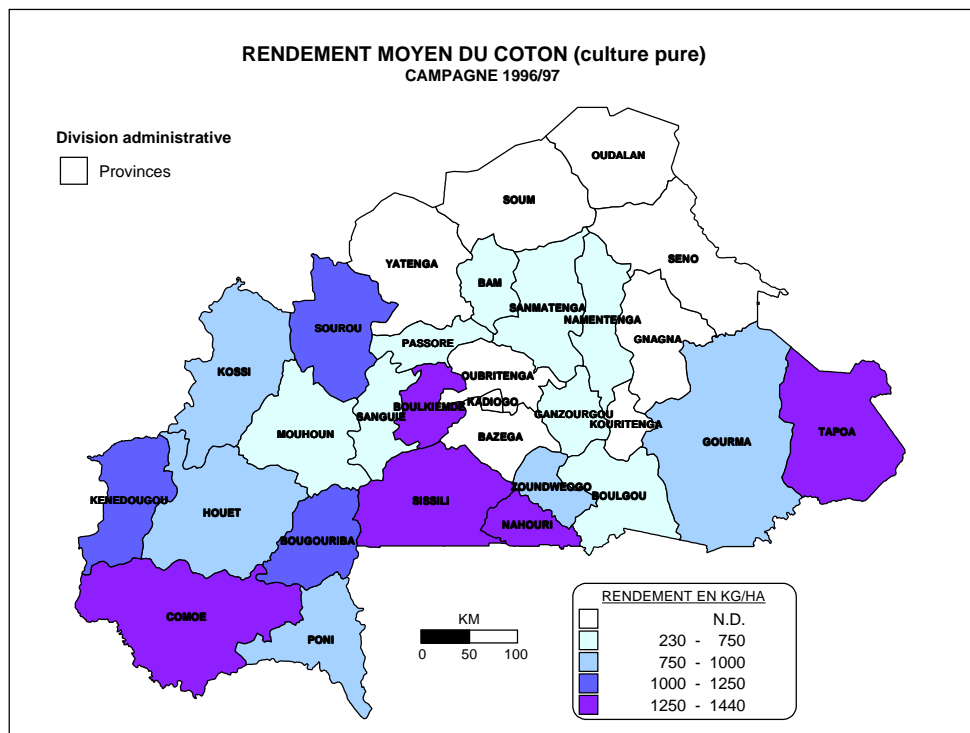 RENDEMENT MOYEN DU COTON (culture pure)
CAMPAGNE 1996/97
Division administrative
Provinces
OUDALAN
SOUM
SENO
YATENGA
BAM
SANMATENGA
NAMENTENGA
SOUROU
GNAGNA
PASSORE
KOSSI
OUBRITENGA
BOULKIEMDE
KADIOGO
SANGUIE
GANZOURGOU
KOURITENGA
MOUHOUN
BAZEGA
GOURMA
TAPOA
KENEDOUGOU
ZOUNDWEOGO
BOULGOU
HOUET
SISSILI
NAHOURI
BOUGOURIBA
COMOE
PONI
KM
0 50 100
RENDEMENT EN KG/HA
N.D.
230 - 750
750 - 1000
1000 - 1250
1250 - 1440